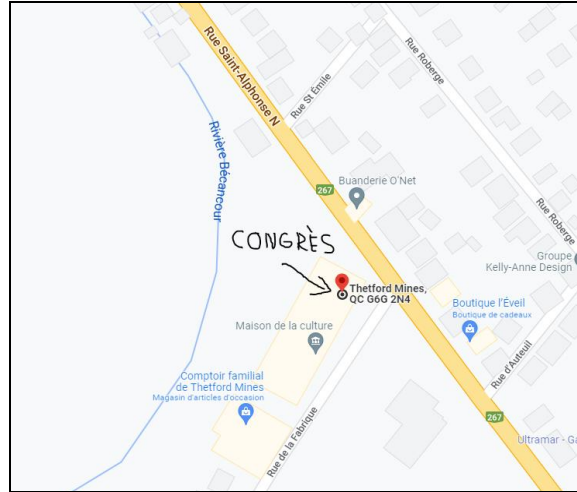 Rue Saint-Alphonse N
Rue Roberge
Rue St Émile
Rivière Bécancour
267
Buanderie O'Net
CONGRÈS
Rue Roberge
Groupe
Kelly-Anne Design
Thetford Mines,
QC G6G 2N4
Boutique l'Éveil
Boutique de cadeaux
Maison de la culture
Comptoir familial
de Thetford Mines
Magasin d'articles d'occasion
Rue d'Auteuil
Rue de la Fabrique
267
Ultramar - Ga